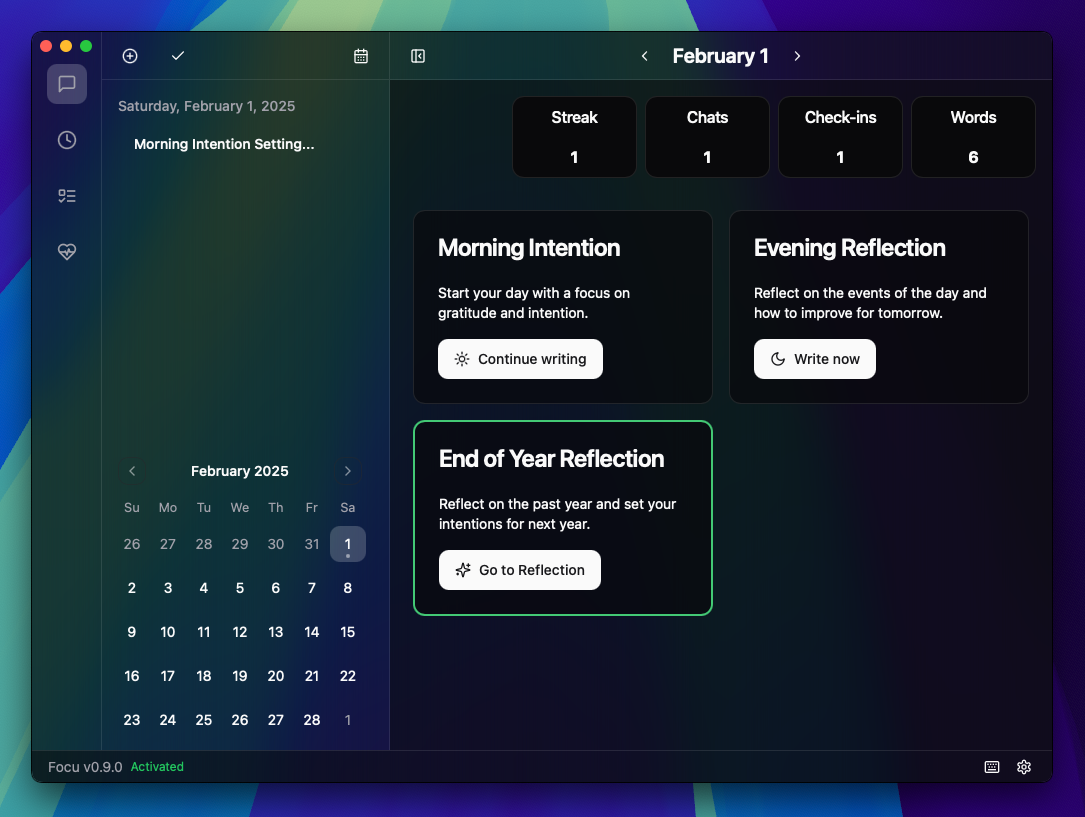 February 1
Saturday, February 1, 2025
Morning Intention Setting...
Streak Chats Check-ins Words
1 1 1 6
Morning Intention
Start your day with a focus on
gratitude and intention.
Continue writing
Evening Reflection
Reflect on the events of the day and
how to improve for tomorrow.
Write now
End of Year Reflection
Reflect on the past year and set your
intentions for next year.
Go to Reflection
February 2025
Su Mo Tu We Th Fr Sa
26 27 28 29 30 31 1
2 3 4 5 6 7 8
9 10 11 12 13 14 15
16 17 18 19 20 21 22
23 24 25 26 27 28 1
Focu v0.9.0 Activated